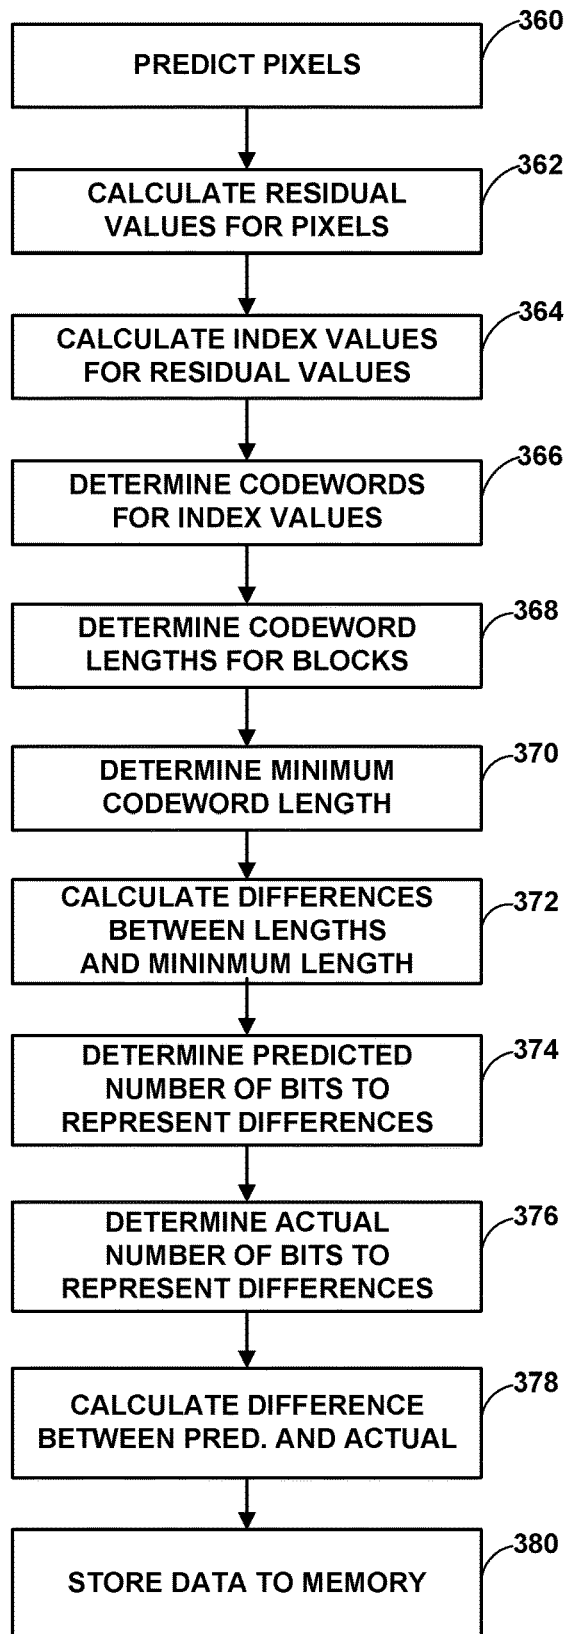 360
PREDICT PIXELS
362
CALCULATE RESIDUAL
VALUES FOR PIXELS
364
CALCULATE INDEX VALUES
FOR RESIDUAL VALUES
366
DETERMINE CODEWORDS
FOR INDEX VALUES
368
DETERMINE CODEWORD
LENGTHS FOR BLOCKS
370
DETERMINE MINIMUM
CODEWORD LENGTH
372
CALCULATE DIFFERENCES
BETWEEN LENGTHS
AND MININMUM LENGTH
374
DETERMINE PREDICTED
NUMBER OF BITS TO
REPRESENT DIFFERENCES
376
DETERMINE ACTUAL
NUMBER OF BITS TO
REPRESENT DIFFERENCES
378
CALCULATE DIFFERENCE
BETWEEN PRED. AND ACTUAL
380
STORE DATA TO MEMORY